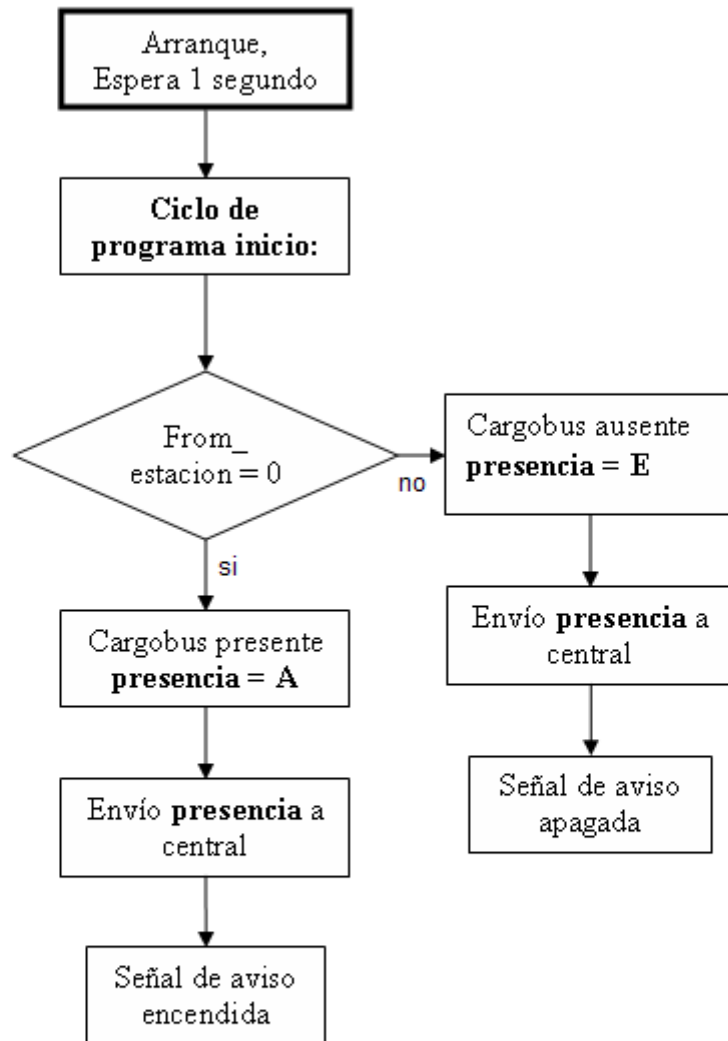 Arranque,
Espera 1 segundo
Ciclo de
programa inicio:
From_
estacion = 0
no
si
Cargobus ausente
presencia = E
Envío presencia a
central
Señal de aviso
apagada
Cargobus presente
presencia = A
Envío presencia a
central
Señal de aviso
encendida